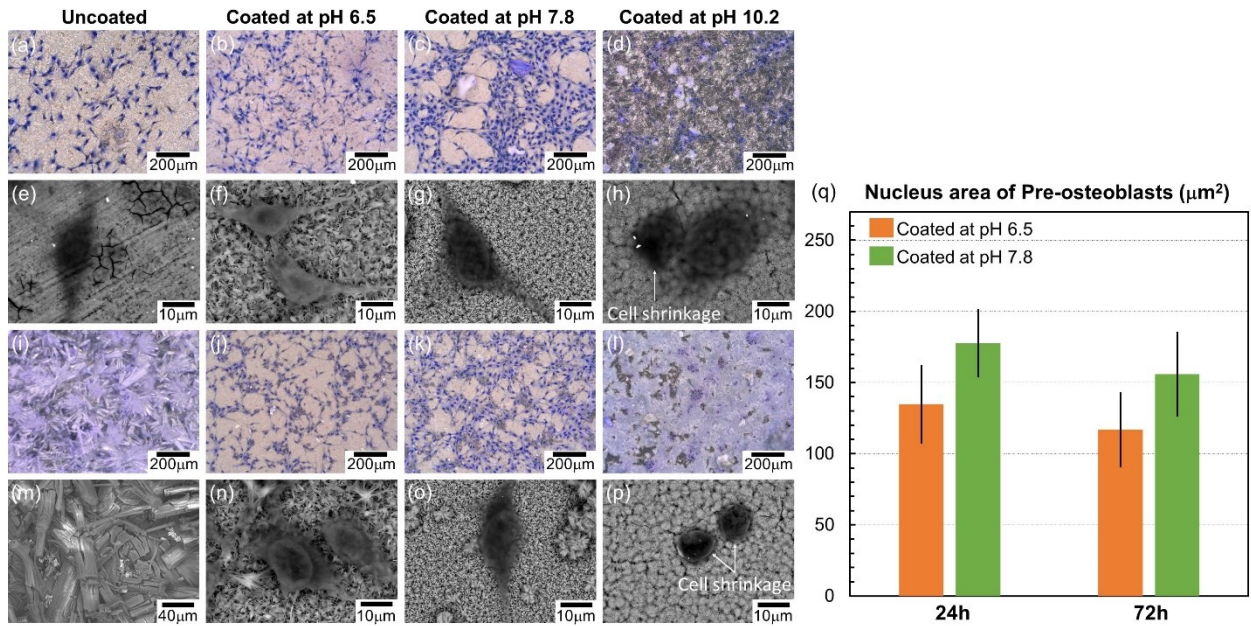 Uncoated Coated at pH 6.5 Coated at pH 7.8 Coated at pH 10.2
(a) (b) (c) (d)
200μm 200μm 200μm 200μm
(e) (f) (g) (h)
Cell shrinkage
10μm 10μm 10μm 10μm
(i) (j) (k) (l)
200μm 200μm 200μm 200μm
(m) (n) (o) (p)
Cell shrinkage
40μm 10μm 10μm 10μm
(q) Nucleus area of Pre-osteoblasts (μm²)
Coated at pH 6.5
Coated at pH 7.8
250
200
150
100
50
0
24h 72h